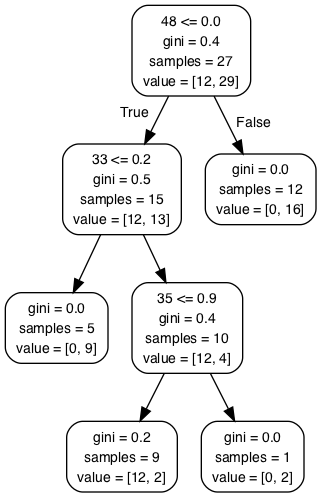 48 <= 0.0
gini = 0.4
samples = 27
value = [12, 29]
True
False
33 <= 0.2
gini = 0.5
samples = 15
value = [12, 13]
gini = 0.0
samples = 12
value = [0, 16]
gini = 0.0
samples = 5
value = [0, 9]
35 <= 0.9
gini = 0.4
samples = 10
value = [12, 4]
gini = 0.2
samples = 9
value = [12, 2]
gini = 0.0
samples = 1
value = [0, 2]